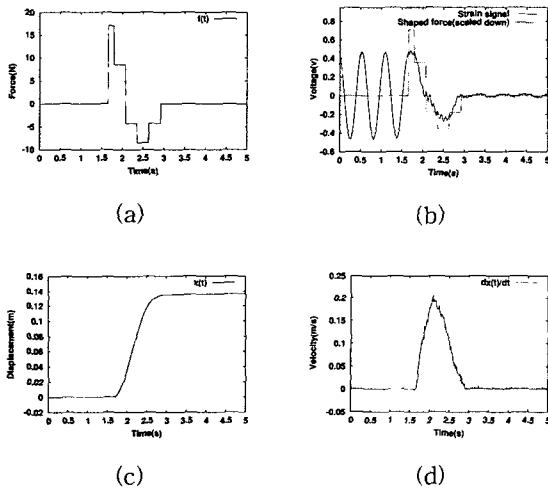 f(t)
Force(N)
20
15
10
5
0
-5
-10
0 0.5 1 1.5 2 2.5 3 3.5 4 4.5 5
Time(s)
(a)
Strain signal
Shaped force(scaled down)
Voltage(v)
0.8
0.6
0.4
0.2
0
-0.2
-0.4
-0.6
0 0.5 1 1.5 2 2.5 3 3.5 4 4.5 5
Time(s)
(b)
x(t)
Displacement(m)
0.16
0.14
0.12
0.1
0.08
0.06
0.04
0.02
0
-0.02
0 0.5 1 1.5 2 2.5 3 3.5 4 4.5 5
Time(s)
(c)
dx(t)/dt
Velocity(m/s)
0.25
0.2
0.15
0.1
0.05
0
-0.05
0 0.5 1 1.5 2 2.5 3 3.5 4 4.5 5
Time(s)
(d)